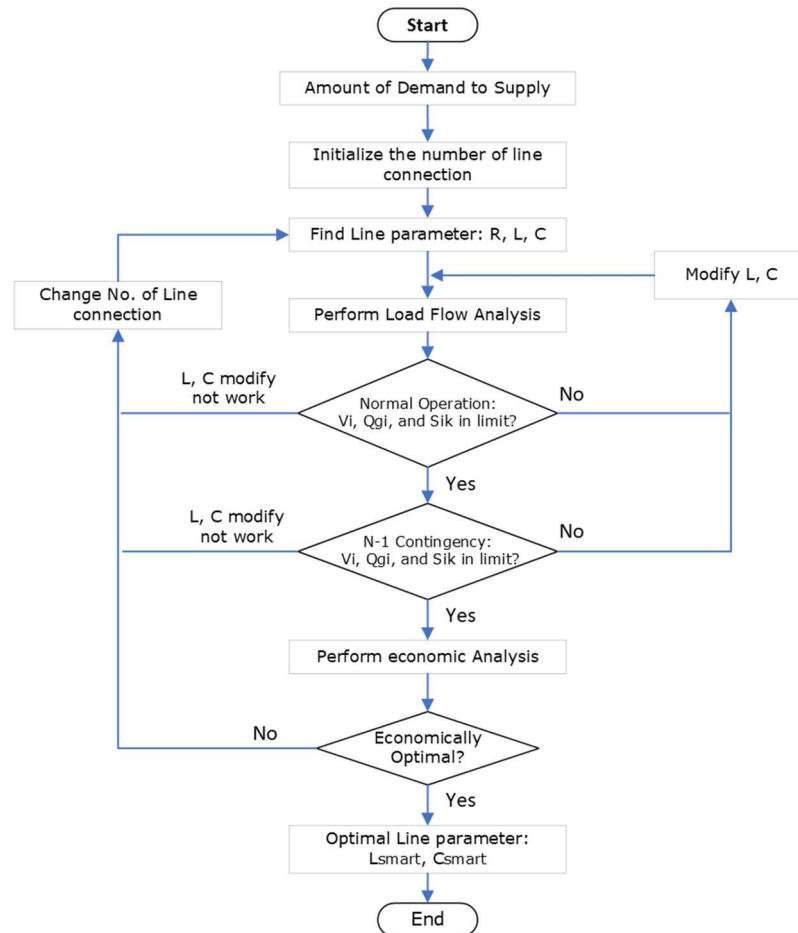 Start
Amount of Demand to Supply
Initialize the number of line
connection
Find Line parameter: R, L, C
Modify L, C
Change No. of Line
connection
Perform Load Flow Analysis
L, C modify
not work
Normal Operation:
Vi, Qgi, and Sik in limit?
No
Yes
L, C modify
not work
N-1 Contingency:
Vi, Qgi, and Sik in limit?
No
Yes
Perform economic Analysis
No
Economically
Optimal?
Yes
Optimal Line parameter:
Lsmart, Csmart
End